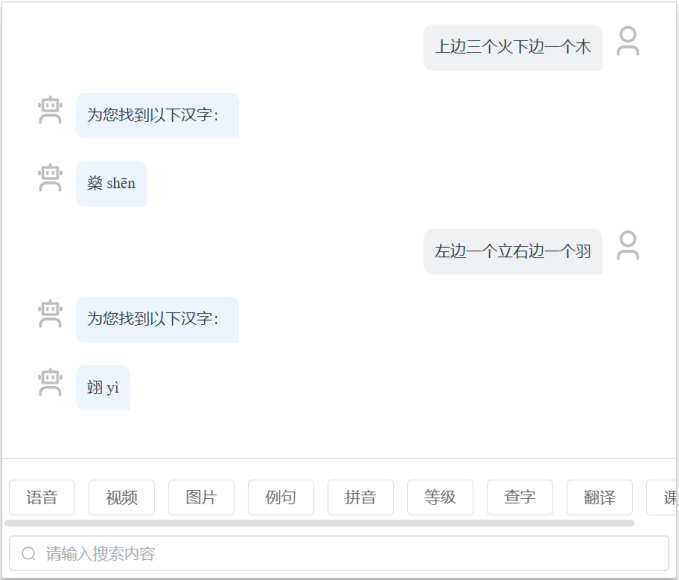 上边三个火下边一个木
为您找到以下汉字：
燊 shēn
左边一个立右边一个羽
为您找到以下汉字：
翊 yì
语音 视频 图片 例句 拼音 等级 查字 翻译 课
请输入搜索内容